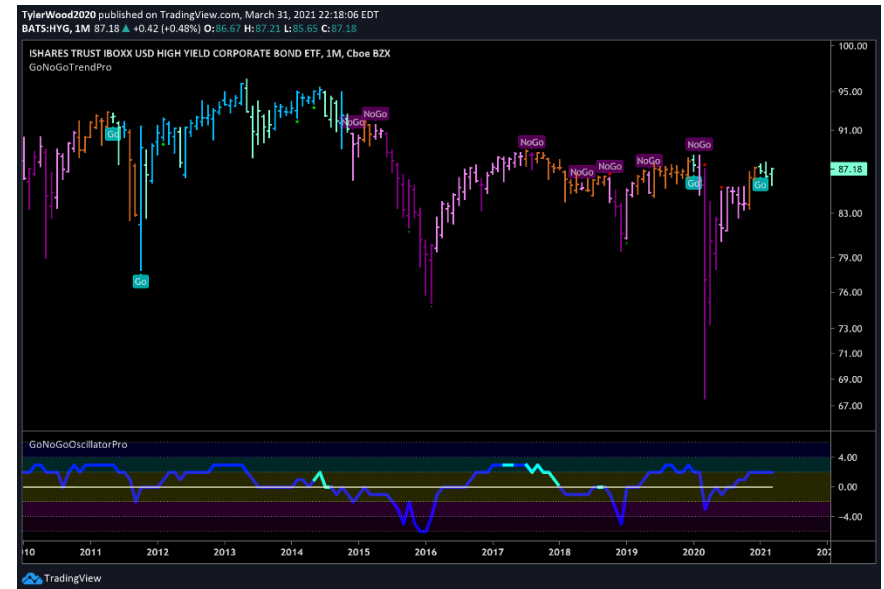 TylerWood2020 published on TradingView.com, March 31, 2021 22:18:06 EDT
BATS:HYG, 1M 87.18 ▲ +0.42 (+0.48%) O:86.67 H:87.21 L:85.65 C:87.18
ISHARES TRUST IBOXX USD HIGH YIELD CORPORATE BOND ETF, 1M, Cboe BZX
GoNoGoTrendPro
100.00
95.00
91.00
87.18
83.00
79.00
76.00
73.00
71.00
69.00
67.00
Go
Go
NoGo
NoGo
NoGo
NoGo
NoGo
NoGo
NoGo
Go
Go
GoNoGoOscillatorPro
4.00
0.00
−4.00
10 2011 2012 2013 2014 2015 2016 2017 2018 2019 2020 2021 202
TradingView